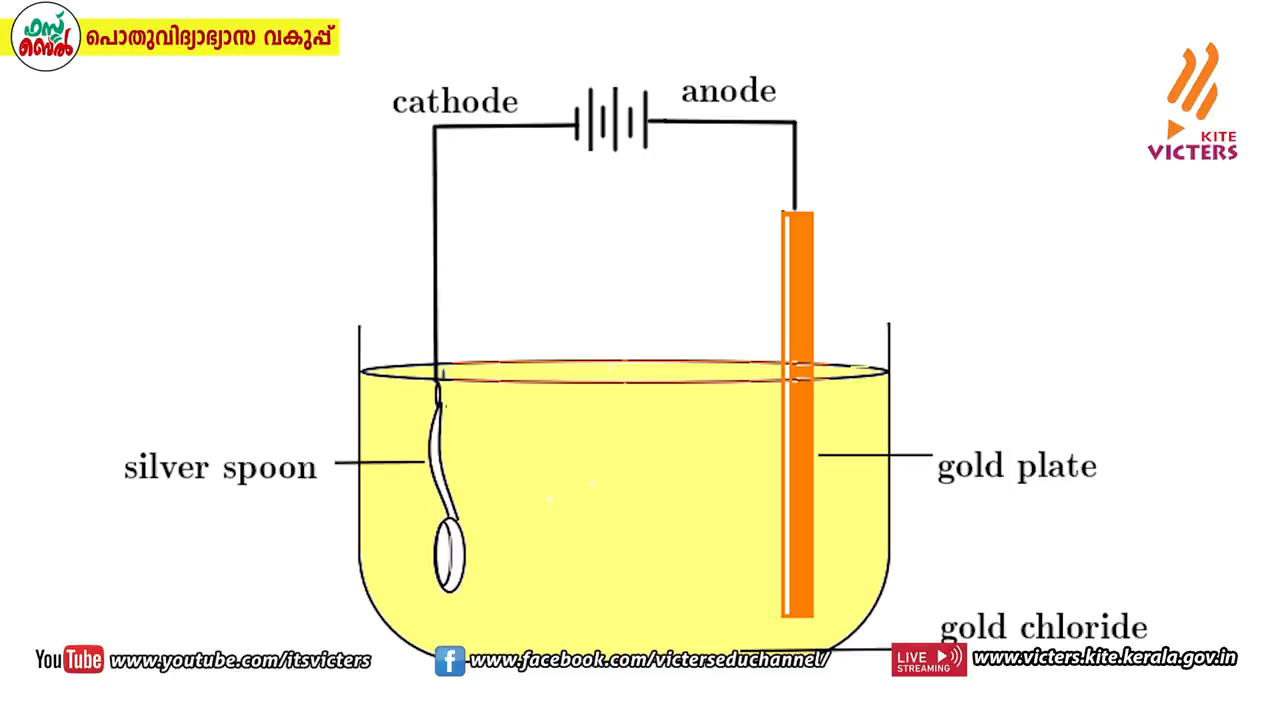 ഫസ്റ്റ്
ബെൽ
പൊതുവിദ്യാഭ്യാസ വകുപ്പ്
KITE
VICTERS
cathode
anode
silver spoon
gold plate
gold chloride
YouTube www.youtube.com/itsvicters
f www.facebook.com/victerseduchannel/
LIVE
STREAMING
www.victers.kite.kerala.gov.in